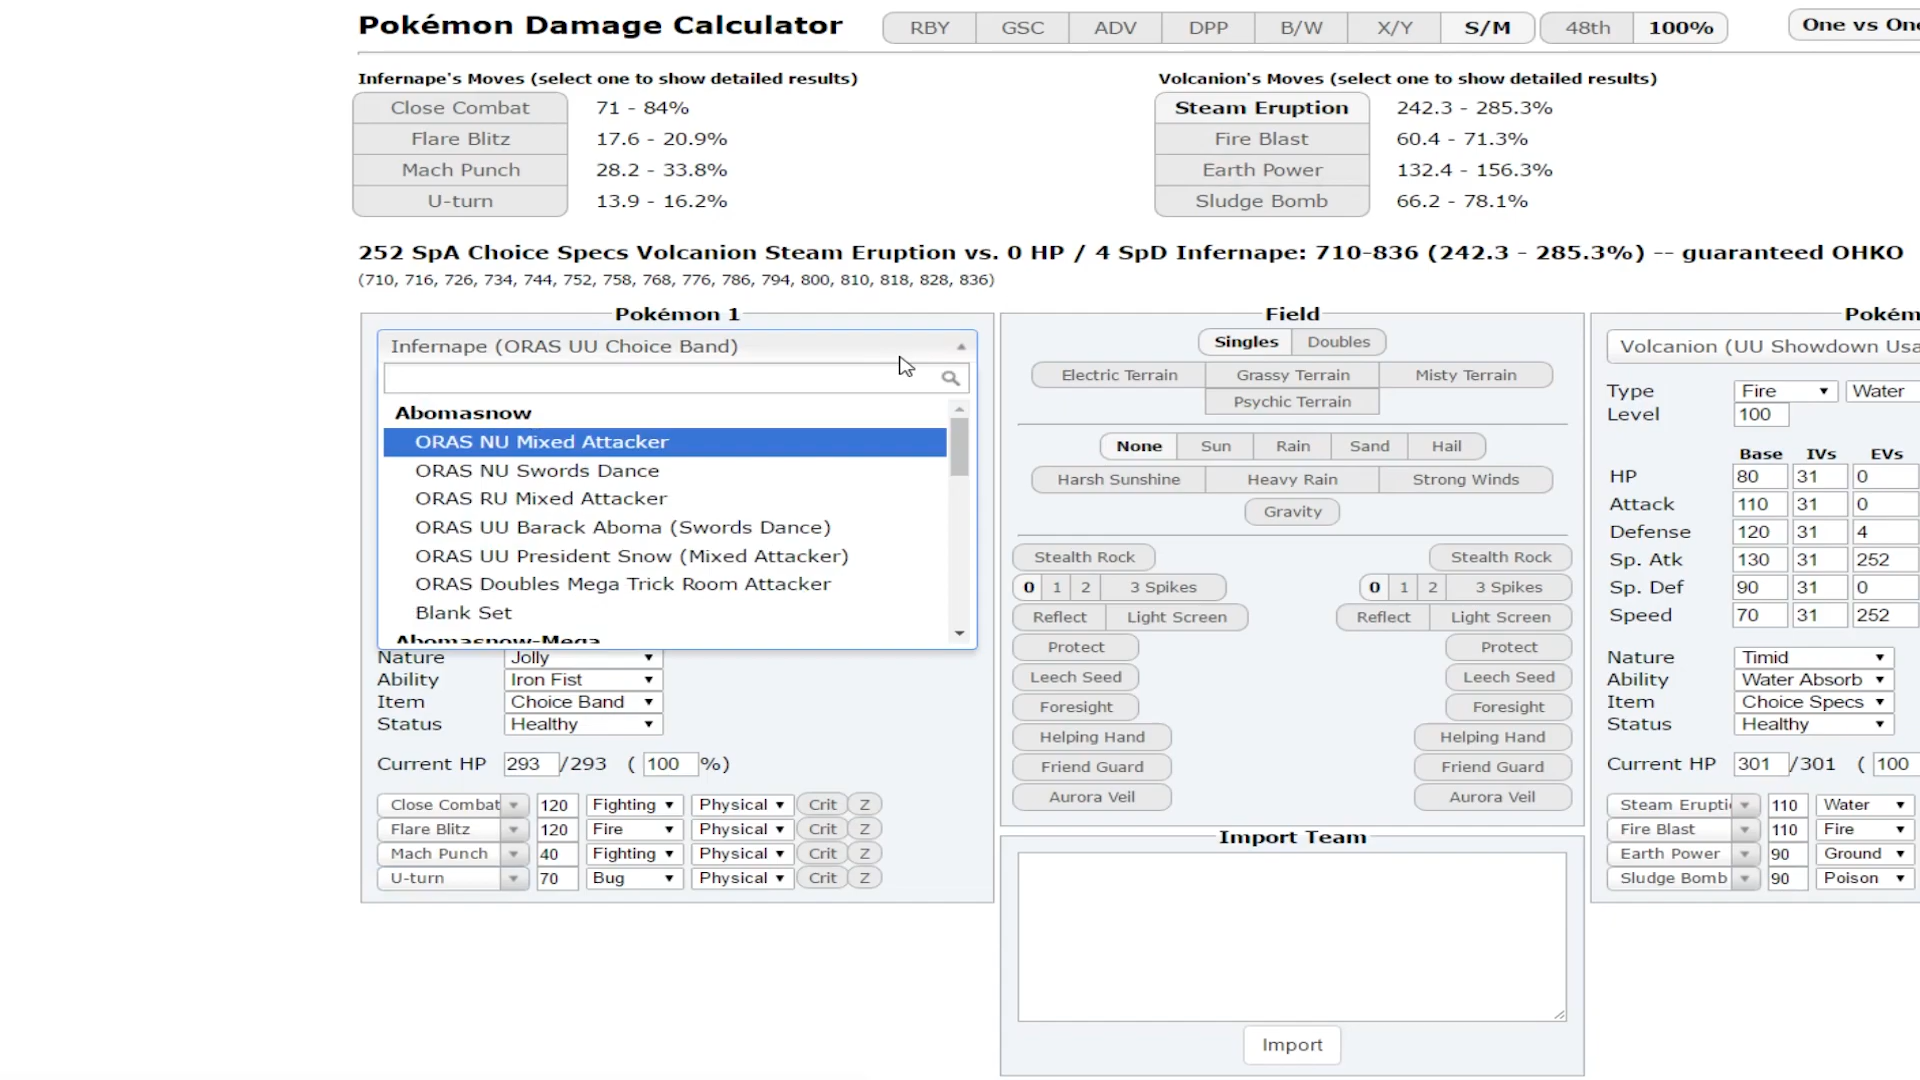 Pokémon Damage Calculator RBY GSC ADV DPP B/W X/Y S/M 48th 100% One vs One
Infernape's Moves (select one to show detailed results)
Close Combat 71 - 84%
Flare Blitz 17.6 - 20.9%
Mach Punch 28.2 - 33.8%
U-turn 13.9 - 16.2%
Volcanion's Moves (select one to show detailed results)
Steam Eruption 242.3 - 285.3%
Fire Blast 60.4 - 71.3%
Earth Power 132.4 - 156.3%
Sludge Bomb 66.2 - 78.1%
252 SpA Choice Specs Volcanion Steam Eruption vs. 0 HP / 4 SpD Infernape: 710-836 (242.3 - 285.3%) -- guaranteed OHKO
(710, 716, 726, 734, 744, 752, 758, 768, 776, 786, 794, 800, 810, 818, 828, 836)
Pokémon 1
Infernape (ORAS UU Choice Band)
Abomasnow
ORAS NU Mixed Attacker
ORAS NU Swords Dance
ORAS RU Mixed Attacker
ORAS UU Barack Aboma (Swords Dance)
ORAS UU President Snow (Mixed Attacker)
ORAS Doubles Mega Trick Room Attacker
Blank Set
Abomasnow-Mega
Nature Jolly
Ability Iron Fist
Item Choice Band
Status Healthy
Current HP 293 /293 ( 100 %)
Close Combat 120 Fighting Physical Crit Z
Flare Blitz 120 Fire Physical Crit Z
Mach Punch 40 Fighting Physical Crit Z
U-turn 70 Bug Physical Crit Z
Field
Singles Doubles
Electric Terrain Grassy Terrain Misty Terrain
Psychic Terrain
None Sun Rain Sand Hail
Harsh Sunshine Heavy Rain Strong Winds
Gravity
Stealth Rock Stealth Rock
0 1 2 3 Spikes 0 1 2 3 Spikes
Reflect Light Screen Reflect Light Screen
Protect Protect
Leech Seed Leech Seed
Foresight Foresight
Helping Hand Helping Hand
Friend Guard Friend Guard
Aurora Veil Aurora Veil
Import Team
Import
Pokém
Volcanion (UU Showdown Usa
Type Fire Water
Level 100
Base IVs EVs
HP 80 31 0
Attack 110 31 0
Defense 120 31 4
Sp. Atk 130 31 252
Sp. Def 90 31 0
Speed 70 31 252
Nature Timid
Ability Water Absorb
Item Choice Specs
Status Healthy
Current HP 301 /301 ( 100
Steam Erupti 110 Water
Fire Blast 110 Fire
Earth Power 90 Ground
Sludge Bomb 90 Poison